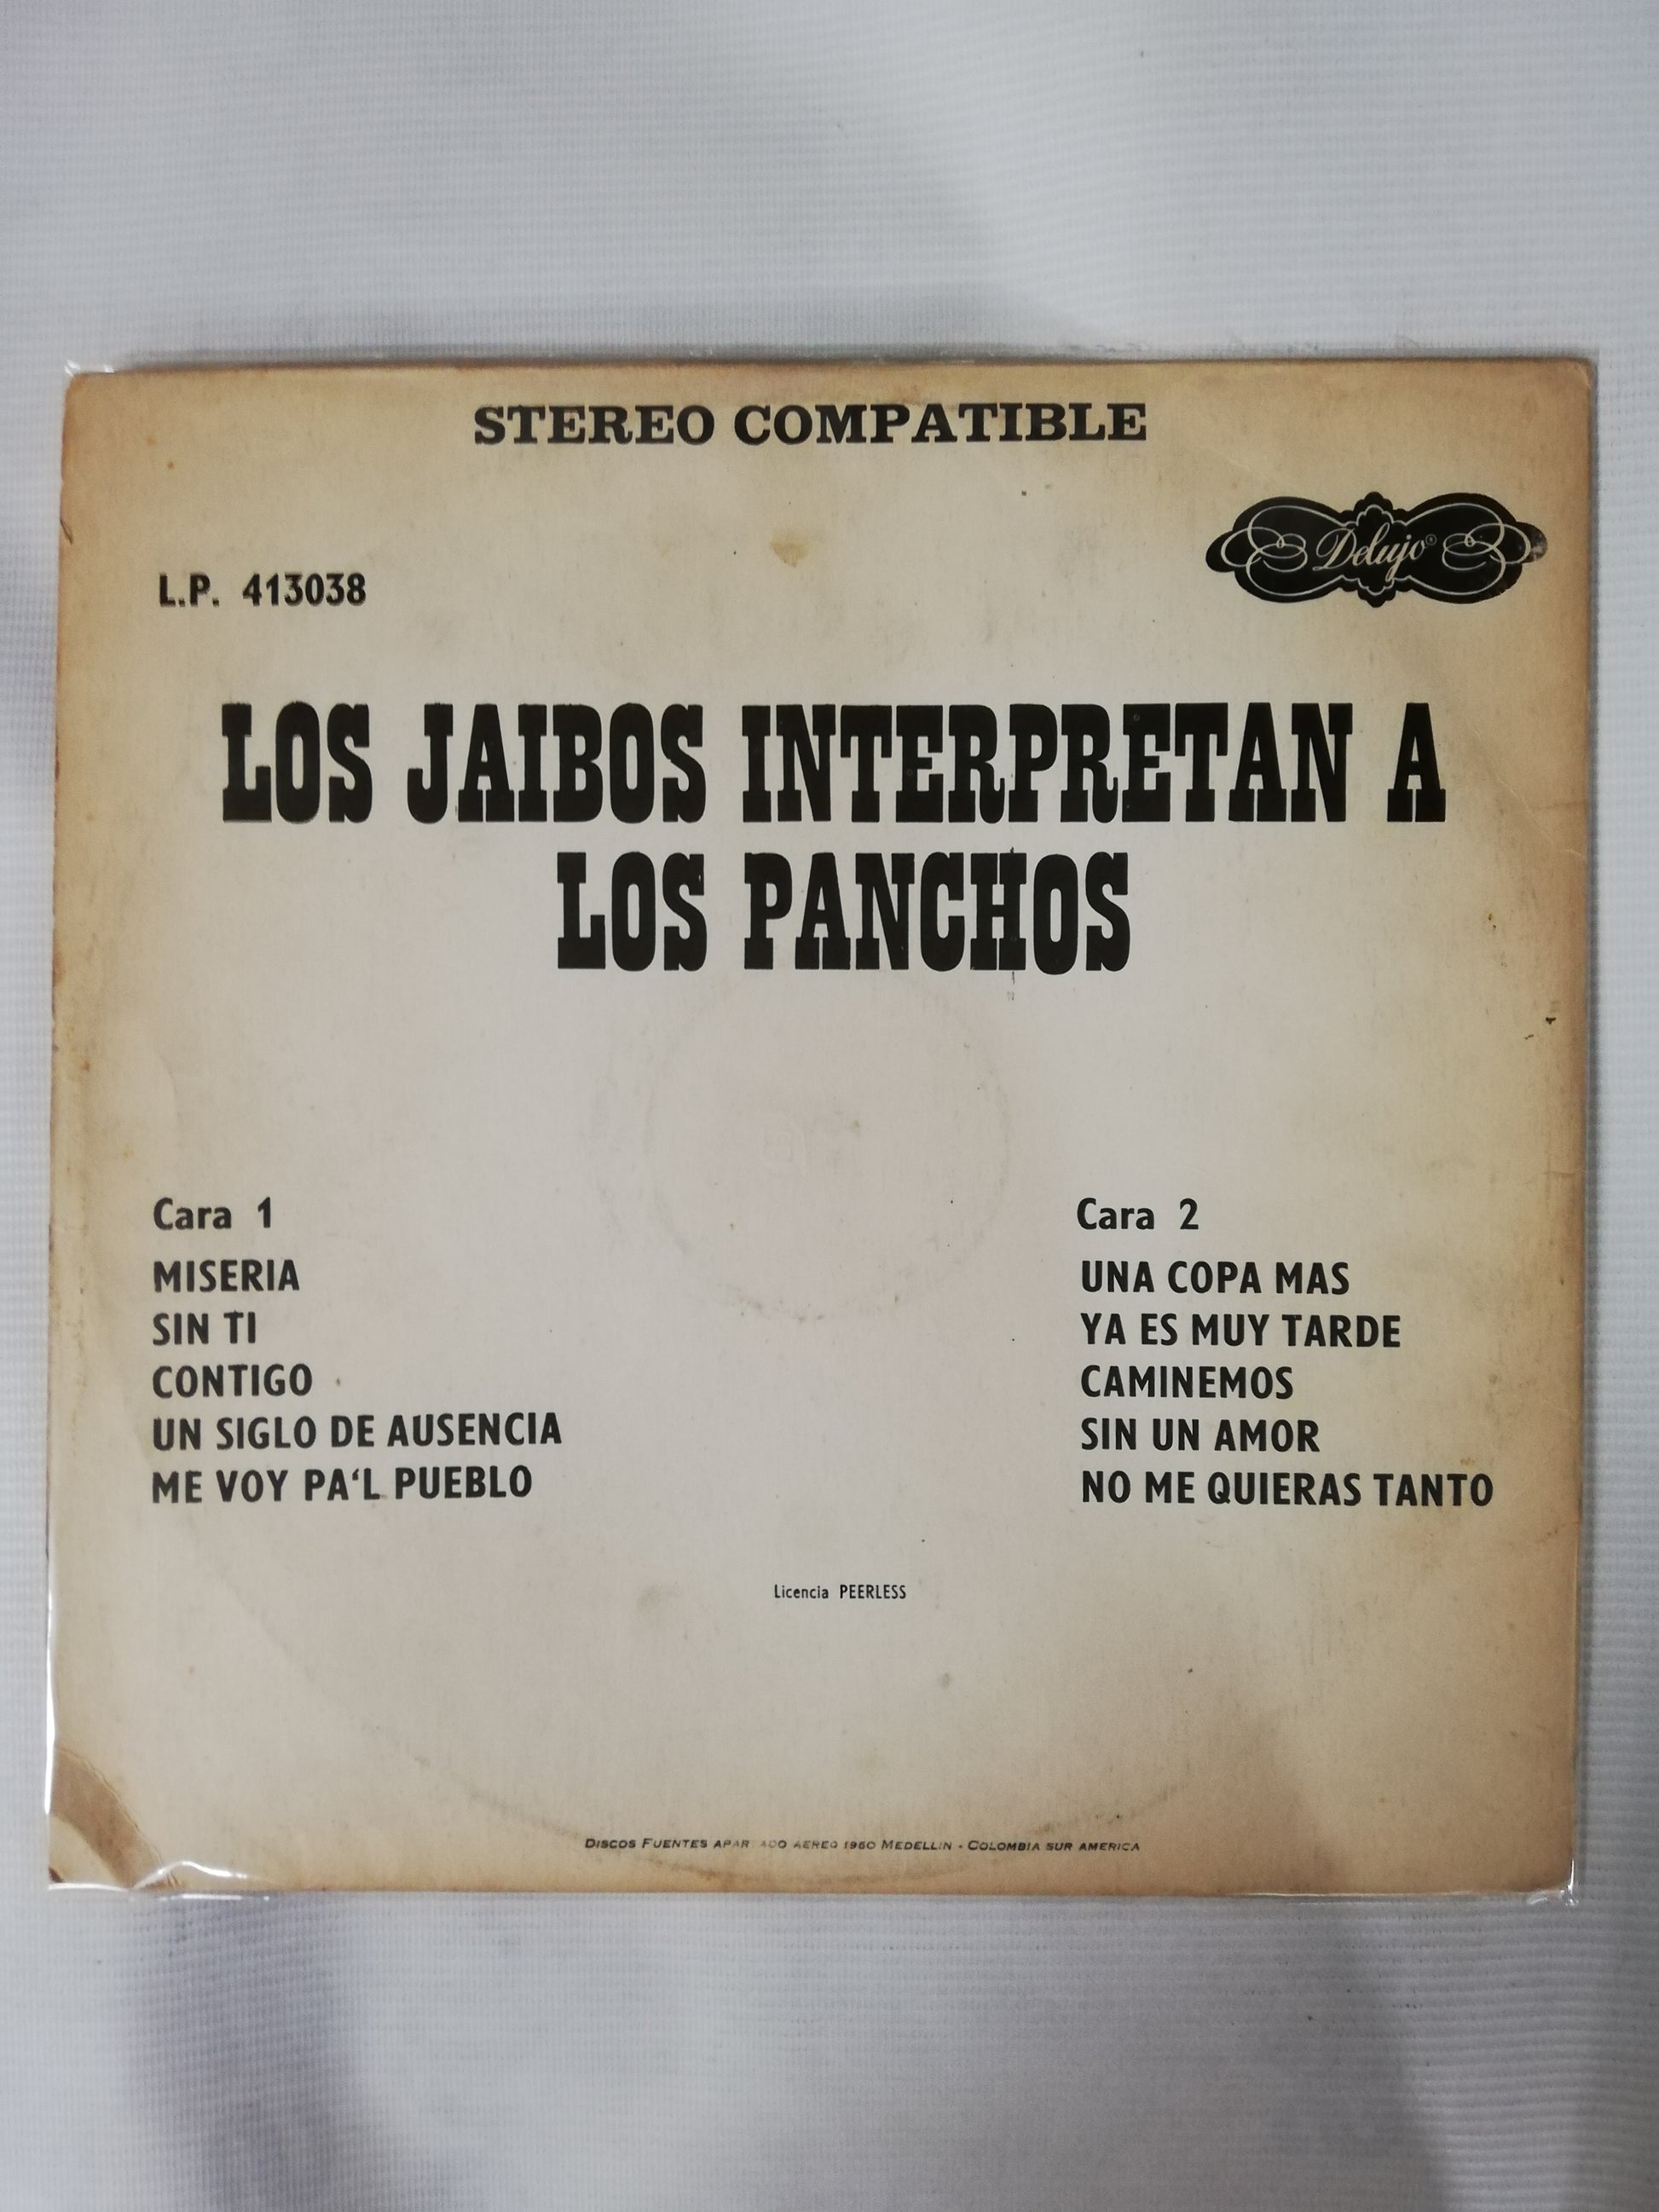 STEREO COMPATIBLE
Delujo®
L.P. 413038
LOS JAIBOS INTERPRETAN A
LOS PANCHOS
Cara 1
MISERIA
SIN TI
CONTIGO
UN SIGLO DE AUSENCIA
ME VOY PA‘L PUEBLO
Cara 2
UNA COPA MAS
YA ES MUY TARDE
CAMINEMOS
SIN UN AMOR
NO ME QUIERAS TANTO
Licencia PEERLESS
DISCOS FUENTES AEREO 1960 MEDELLIN - COLOMBIA SUR AMERICA